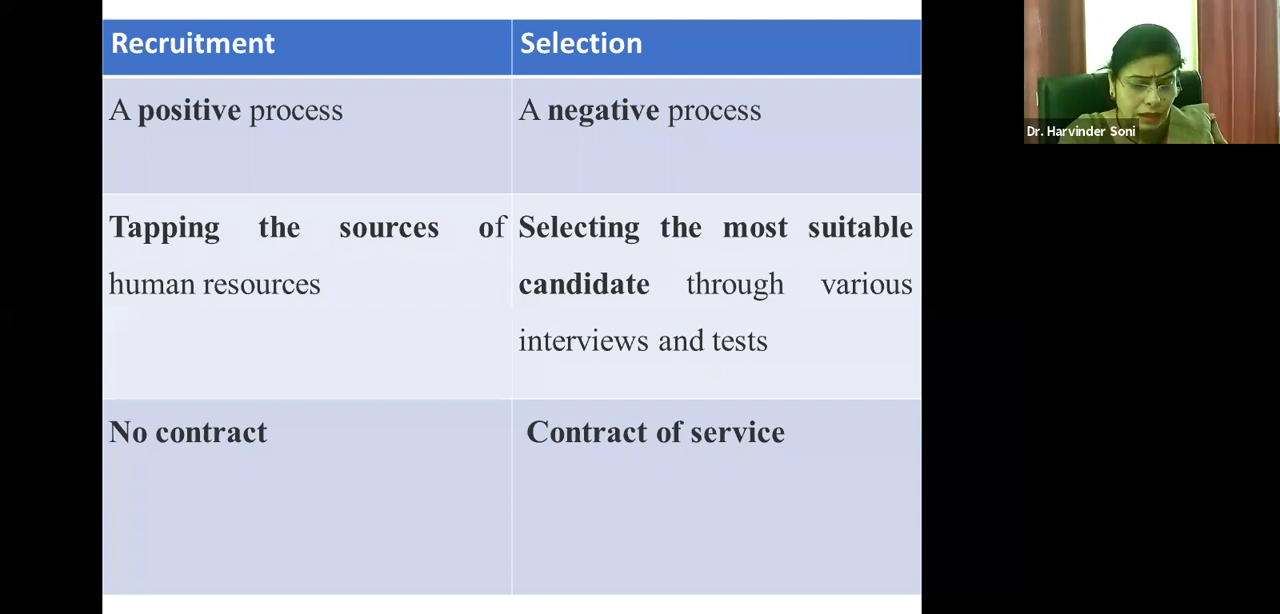 Recruitment
Selection
A positive process
A negative process
Tapping the sources of
human resources
Selecting the most suitable
candidate through various
interviews and tests
No contract
Contract of service
Dr. Harvinder Soni